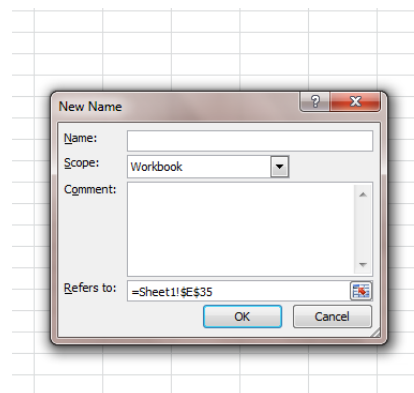 New Name
?
X
Name:
Scope: Workbook
Comment:
Refers to: =Sheet1!$E$35
OK Cancel